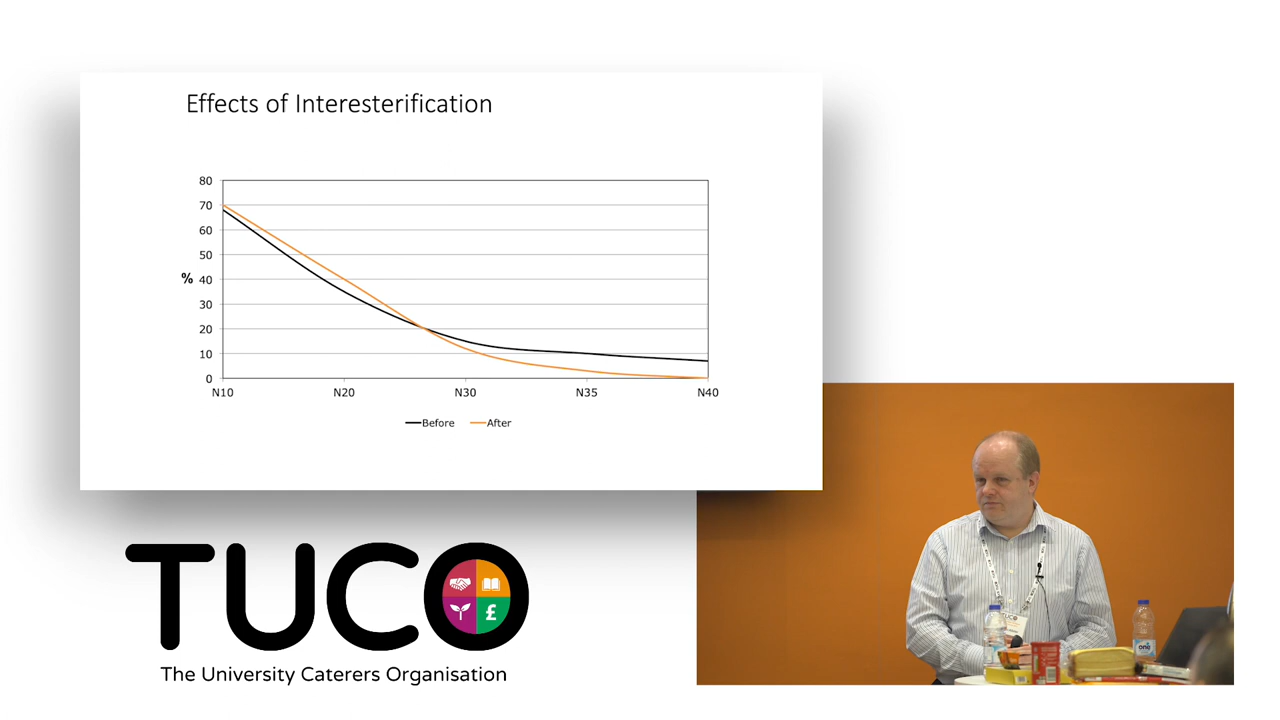 Effects of Interesterification
80
70
60
50
% 40
30
20
10
0
N10 N20 N30 N35 N40
Before After
TUCO
£
The University Caterers Organisation
one